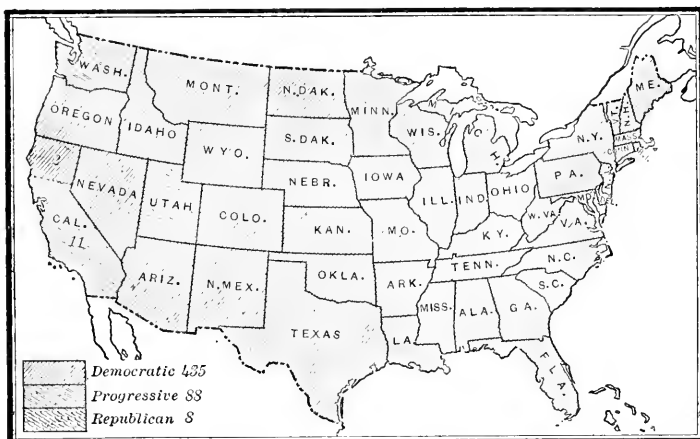 WASH.
MONT.
N.DAK.
MINN.
ME.
OREGON
IDAHO
S.DAK.
WIS.
N.Y.
MASS
WYO.
NEBR.
IOWA
PA.
NEVADA
UTAH
COLO.
KAN.
MO.
ILL.
IND.
OHIO
W.VA.
V.A.
MD.
KY.
CAL.
11
ARIZ.
N.MEX.
OKLA.
ARK.
TENN.
N.C.
S.C.
TEXAS
LA.
MISS.
ALA.
GA.
FLA.
Democratic 435
Progressive 88
Republican 8